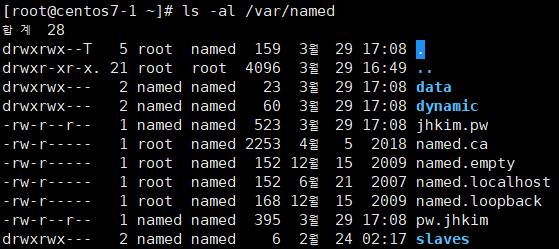 [root@centos7-1 ~]# ls -al /var/named
합계 28
drwxrwx--T   5 root  named  159  3월  29 17:08 .
drwxr-xr-x. 21 root  root  4096  3월  29 16:49 ..
drwxrwx---   2 named named   23  3월  29 17:08 data
drwxrwx---   2 named named   60  3월  29 17:08 dynamic
-rw-r--r--   1 named named  523  3월  29 17:08 jhkim.pw
-rw-r-----   1 root  named 2253  4월   5  2018 named.ca
-rw-r-----   1 root  named  152 12월  15  2009 named.empty
-rw-r-----   1 root  named  152  6월  21  2007 named.localhost
-rw-r-----   1 root  named  168 12월  15  2009 named.loopback
-rw-r--r--   1 named named  395  3월  29 17:08 pw.jhkim
drwxrwx---   2 named named    6  2월  24 02:17 slaves